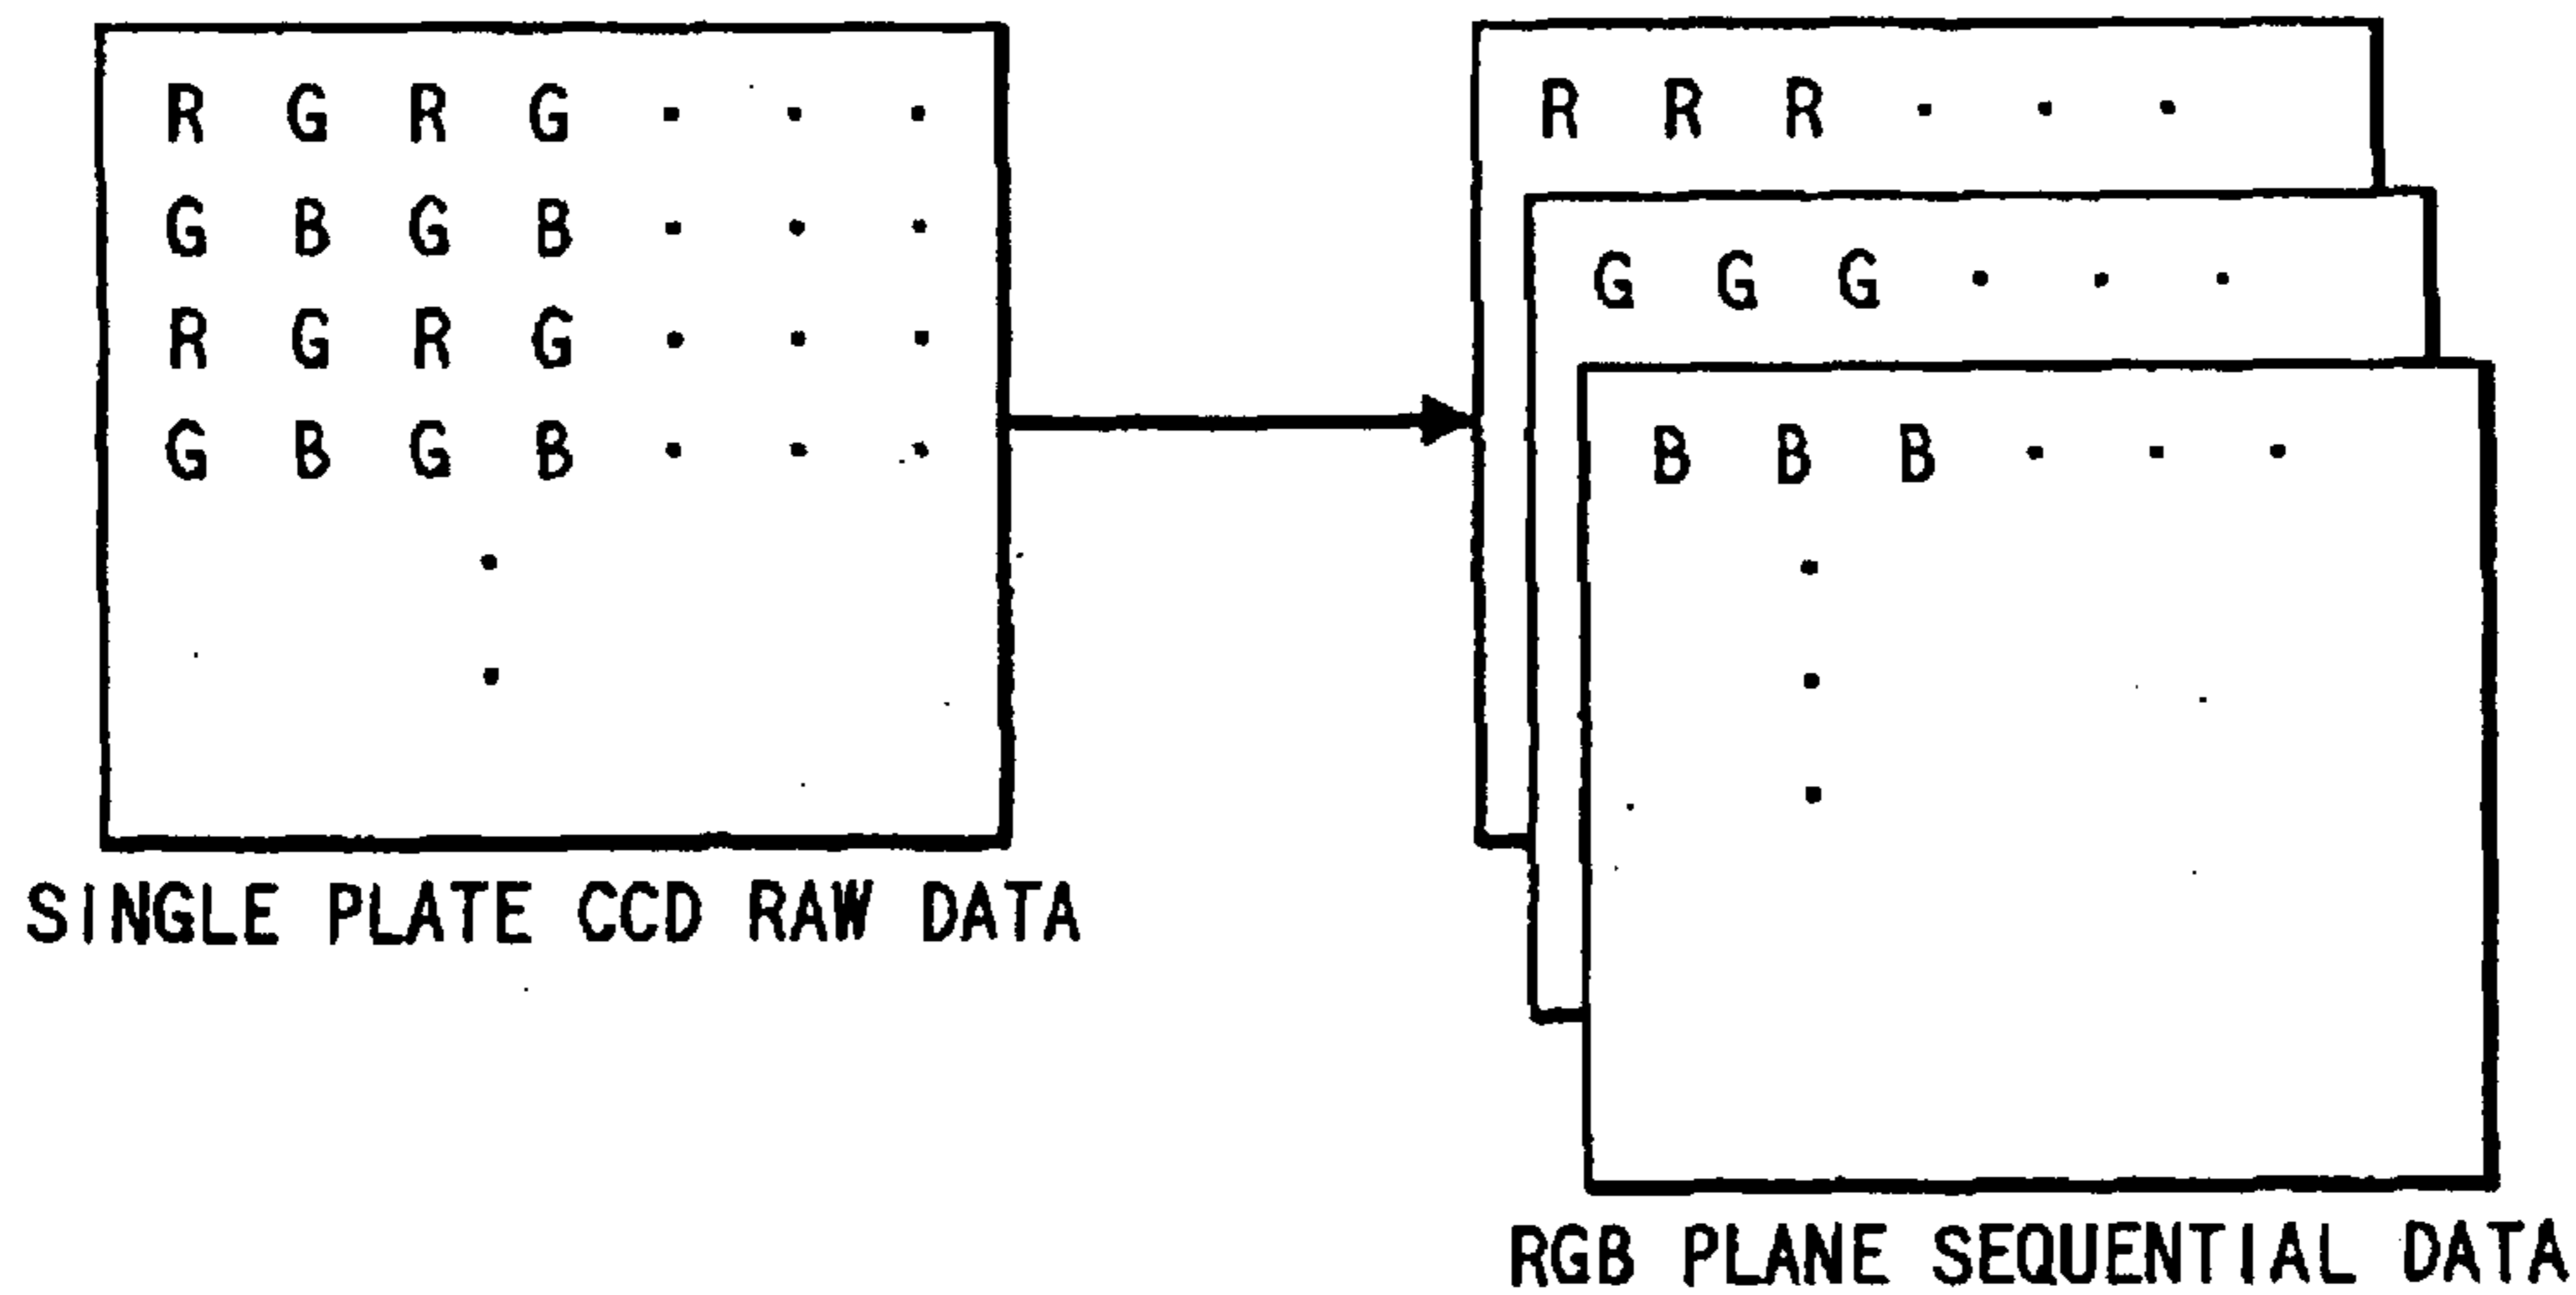 R G R G · · ·
G B G B · · ·
R G R G · · ·
G B G B · · ·
·
·
SINGLE PLATE CCD RAW DATA
R R R · · ·
G G G · · ·
B B B · · ·
·
·
·
RGB PLANE SEQUENTIAL DATA